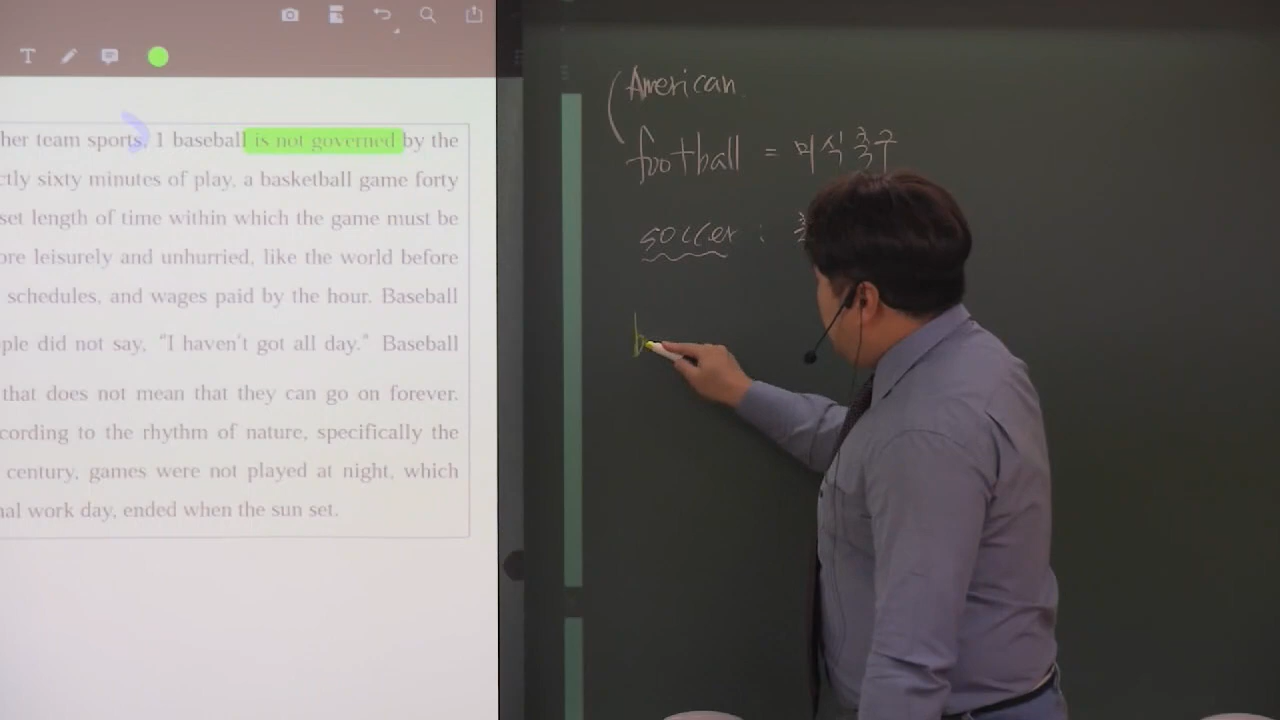 her team sports, 1 baseball is not governed by the
ctly sixty minutes of play, a basketball game forty
set length of time within which the game must be
ore leisurely and unhurried, like the world before
schedules, and wages paid by the hour. Baseball
ple did not say, "I haven't got all day." Baseball
that does not mean that they can go on forever.
ccording to the rhythm of nature, specifically the
century, games were not played at night, which
nal work day, ended when the sun set.
American
football = 미식축구
soccer :
b